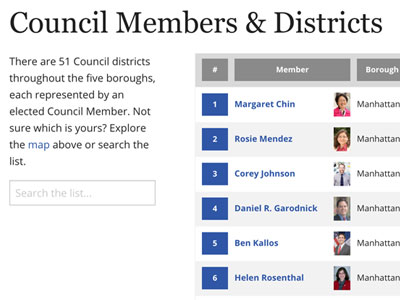 Council Members & Districts
There are 51 Council districts
throughout the five boroughs,
each represented by an
elected Council Member. Not
sure which is yours? Explore
the map above or search the
list.
Search the list...
# Member Borough
1 Margaret Chin Manhattan
2 Rosie Mendez Manhattan
3 Corey Johnson Manhattan
4 Daniel R. Garodnick Manhattan
5 Ben Kallos Manhattan
6 Helen Rosenthal Manhattan